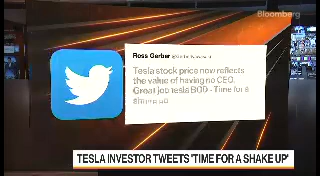 Bloomberg
Ross Gerber
Tesla stock price now reflects
the value of having no CEO.
Great job tesla BOD - Time for a
TESLA INVESTOR TWEETS 'TIME FOR A SHAKE UP'